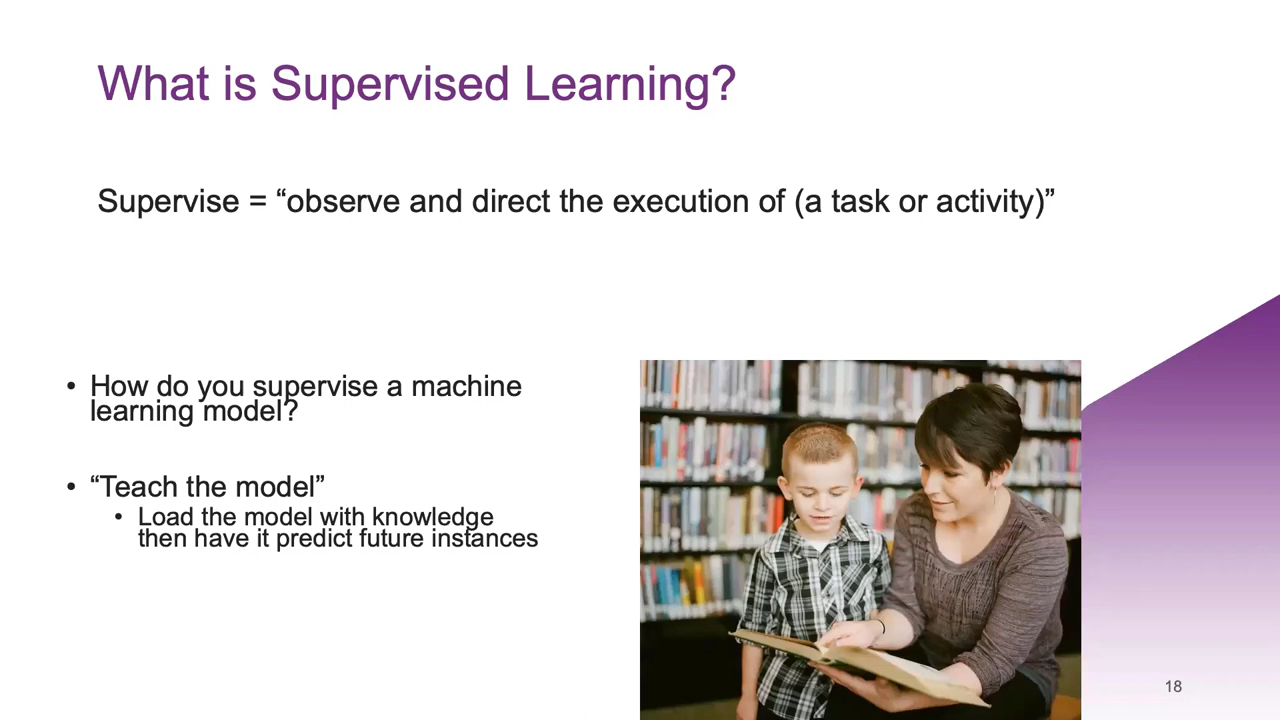 What is Supervised Learning?
Supervise = “observe and direct the execution of (a task or activity)”
• How do you supervise a machine
learning model?
• “Teach the model”
• Load the model with knowledge
then have it predict future instances
18